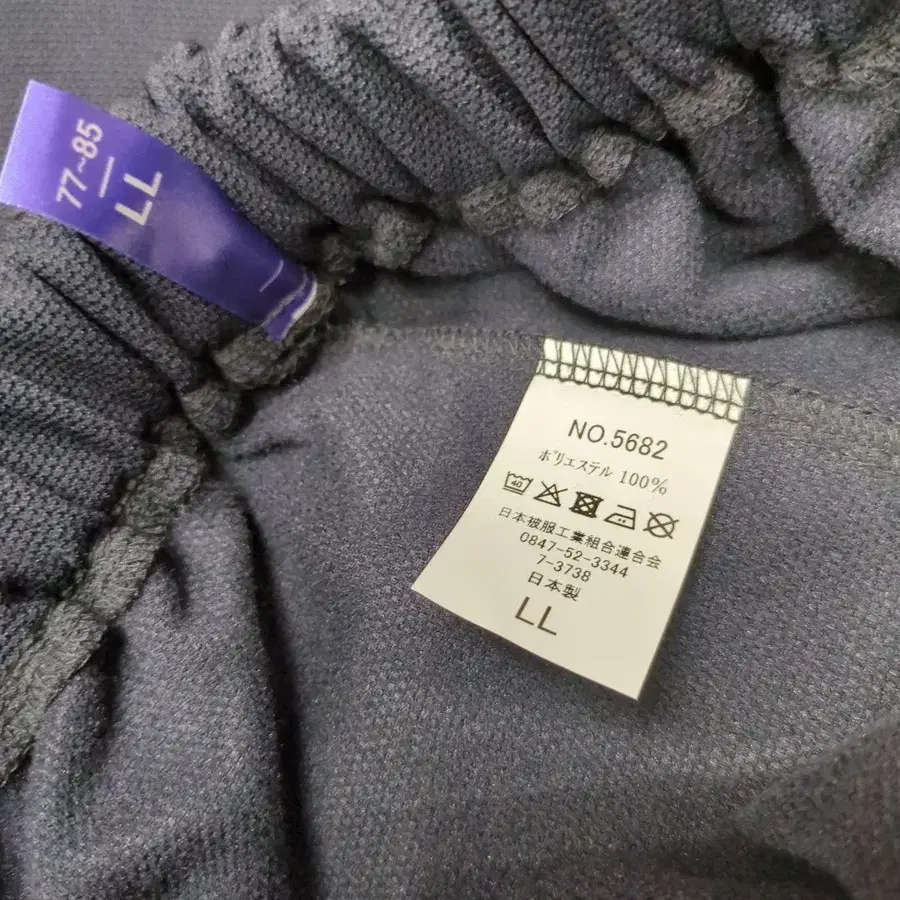 77~85
LL
NO.5682
ポリエステル 100%
40
日本被服工業組合連合会
0847-52-3344
7-3738
日本製
LL